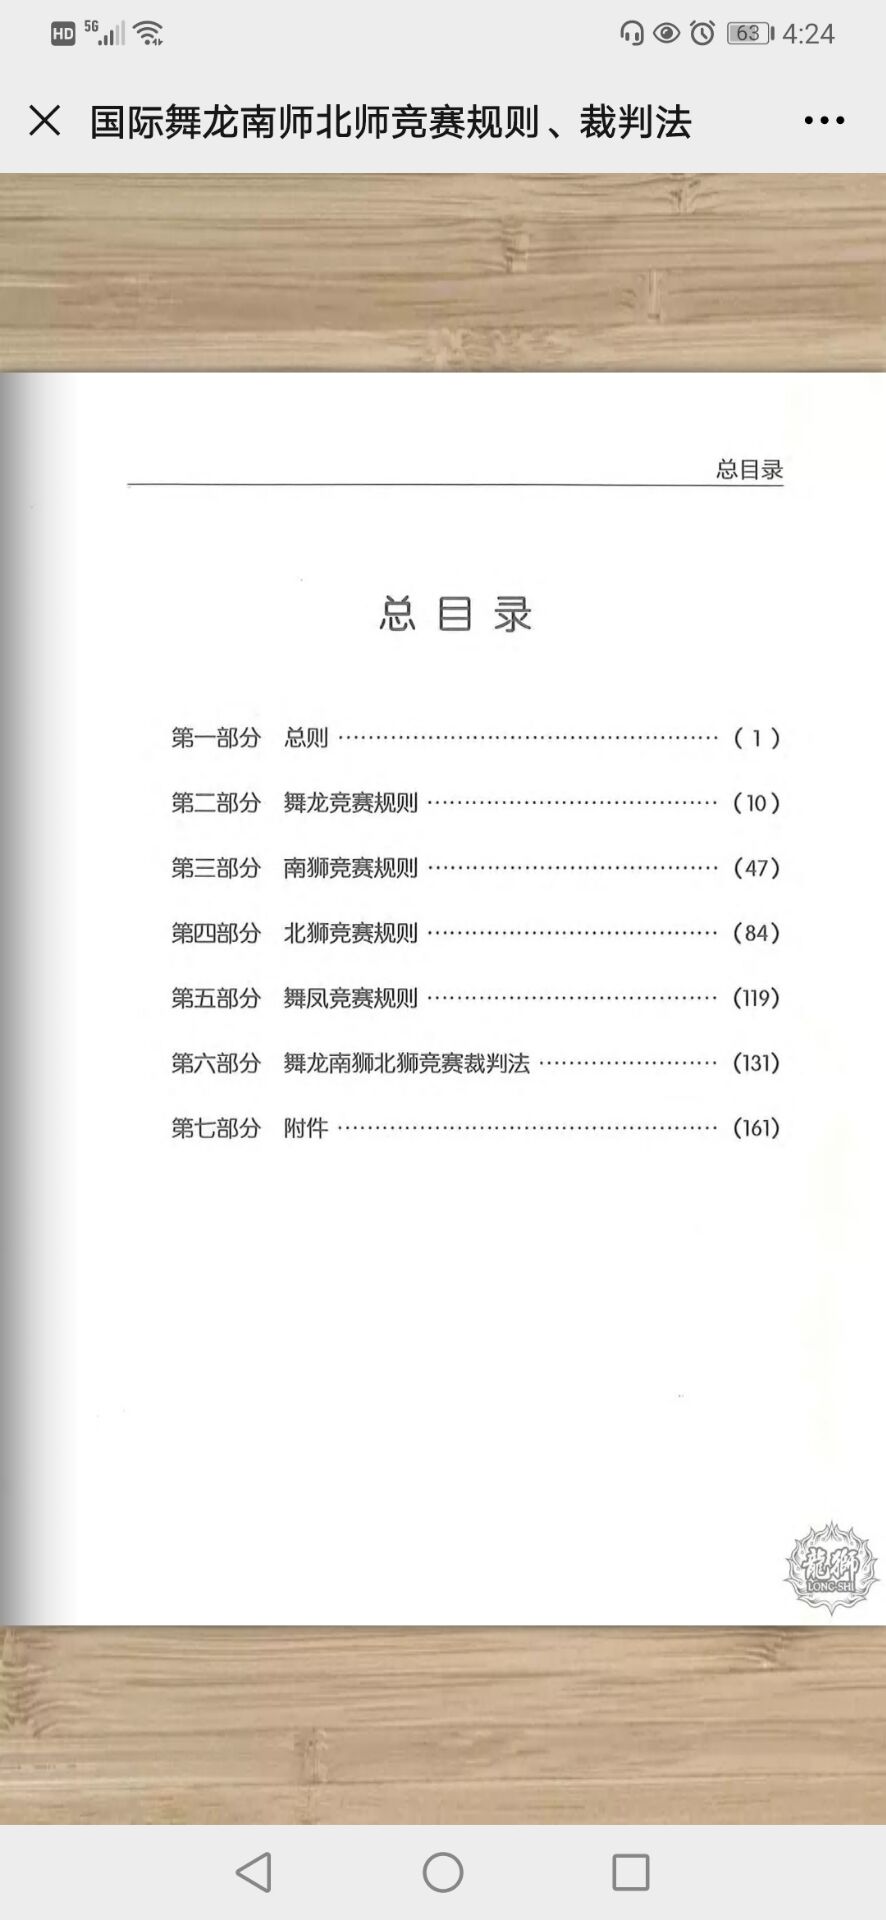 HD 5G 63 4:24
国际舞龙南师北师竞赛规则、裁判法
总目录
总目录
第一部分 总则 ⋯⋯⋯⋯⋯⋯⋯⋯⋯⋯⋯⋯⋯ ( 1 )
第二部分 舞龙竞赛规则 ⋯⋯⋯⋯⋯⋯⋯⋯⋯⋯⋯⋯⋯ (10)
第三部分 南狮竞赛规则 ⋯⋯⋯⋯⋯⋯⋯⋯⋯⋯⋯⋯⋯ (47)
第四部分 北狮竞赛规则 ⋯⋯⋯⋯⋯⋯⋯⋯⋯⋯⋯⋯⋯ (84)
第五部分 舞凤竞赛规则 ⋯⋯⋯⋯⋯⋯⋯⋯⋯⋯⋯⋯⋯ (119)
第六部分 舞龙南狮北狮竞赛裁判法 ⋯⋯⋯⋯⋯⋯⋯⋯ (131)
第七部分 附件 ⋯⋯⋯⋯⋯⋯⋯⋯⋯⋯⋯⋯⋯ (161)
龍獅
LONG·SHI